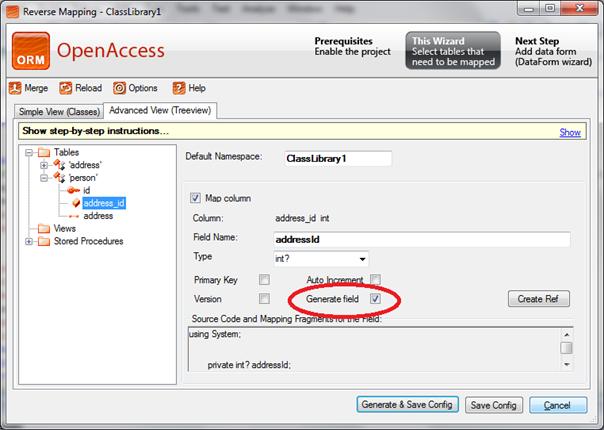 Reverse Mapping - ClassLibrary1
ORM
OpenAccess
Prerequisites
Enable the project
This Wizard
Select tables
that need to be mapped
Next Step
Add data form
(DataForm wizard)
Merge Reload Options Help
Simple View (Classes) Advanced View (Treeview)
Show step-by-step instructions... Show
Tables
'address'
'person'
id
address_id
address
Views
Stored Procedures
Default Namespace: ClassLibrary1
Map column
Column: address_id int
Field Name: addressId
Type int?
Primary Key Auto Increment
Version Generate field Create Ref
Source Code and Mapping Fragments for the Field:
using System;
private int? addressId;
Generate & Save Config Save Config Cancel